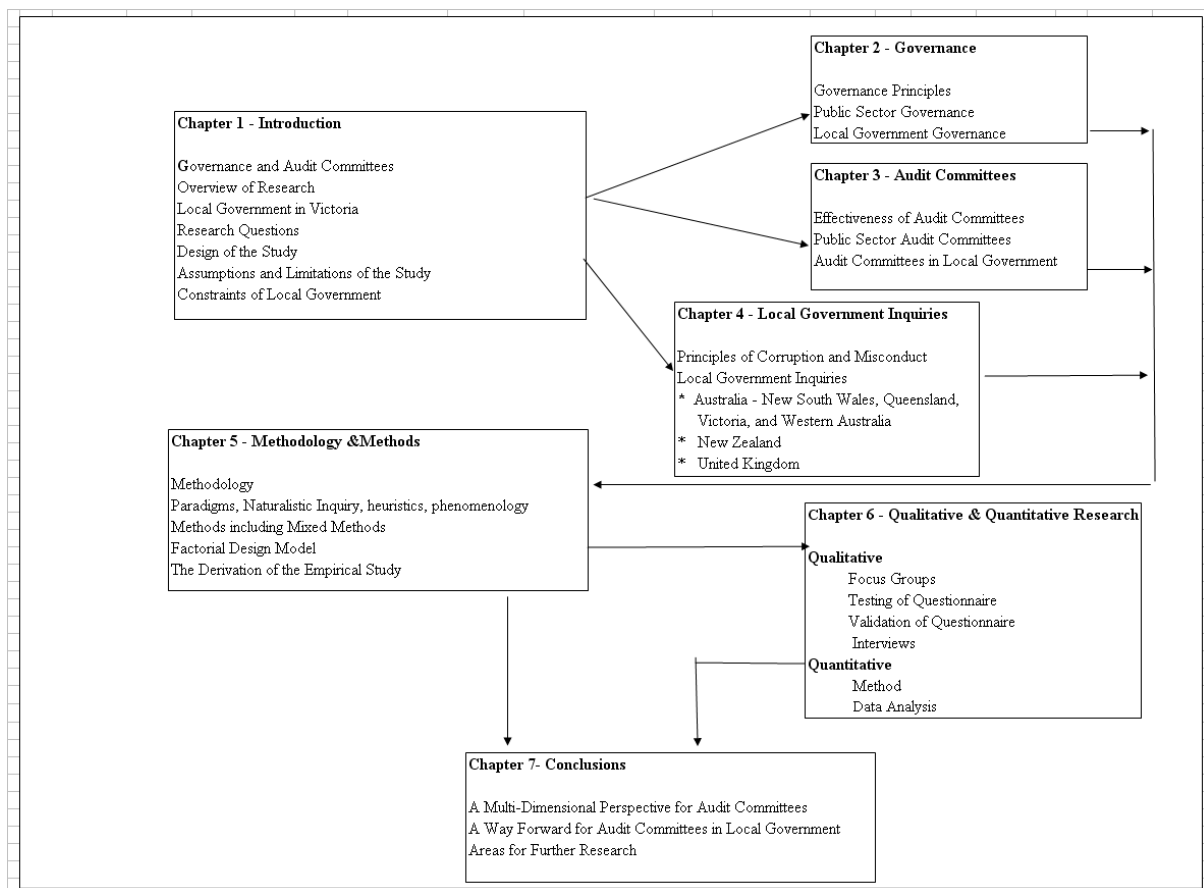 Chapter 1 - Introduction
Governance and Audit Committees
Overview of Research
Local Government in Victoria
Research Questions
Design of the Study
Assumptions and Limitations of the Study
Constraints of Local Government
Chapter 2 - Governance
Governance Principles
Public Sector Governance
Local Government Governance
Chapter 3 - Audit Committees
Effectiveness of Audit Committees
Public Sector Audit Committees
Audit Committees in Local Government
Chapter 4 - Local Government Inquiries
Principles of Corruption and Misconduct
Local Government Inquiries
* Australia - New South Wales, Queensland,
Victoria, and Western Australia
* New Zealand
* United Kingdom
Chapter 5 - Methodology &Methods
Methodology
Paradigms, Naturalistic Inquiry, heuristics, phenomenology
Methods including Mixed Methods
Factorial Design Model
The Derivation of the Empirical Study
Chapter 6 - Qualitative & Quantitative Research
Qualitative
Focus Groups
Testing of Questionnaire
Validation of Questionnaire
Interviews
Quantitative
Method
Data Analysis
Chapter 7- Conclusions
A Multi-Dimensional Perspective for Audit Committees
A Way Forward for Audit Committees in Local Government
Areas for Further Research